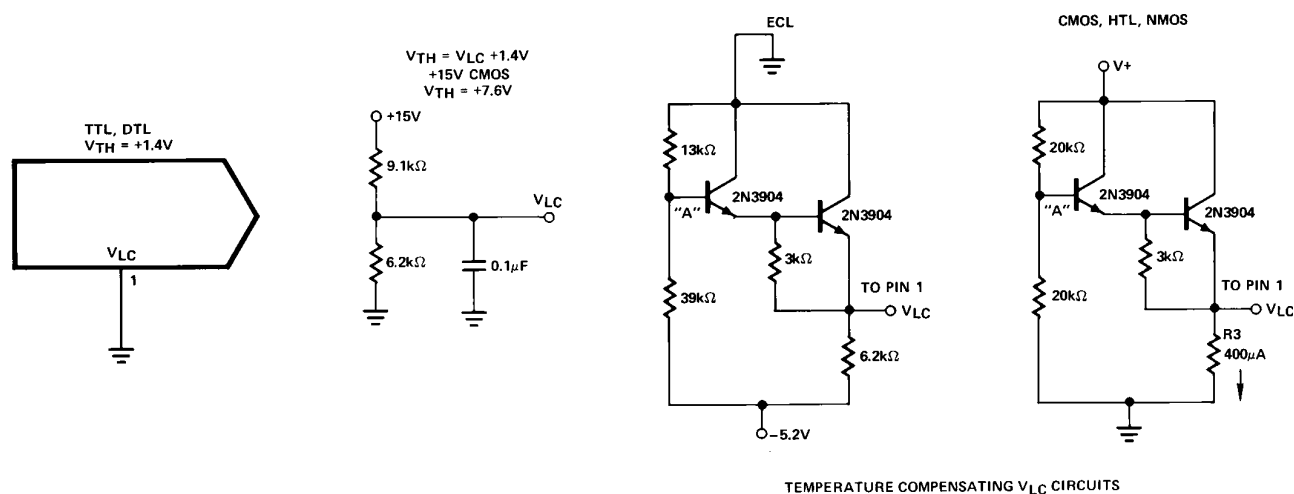 TTL, DTL
VTH = +1.4V
VLC
1
VTH = VLC +1.4V
+15V CMOS
VTH = +7.6V
+15V
9.1kΩ
VLC
6.2kΩ
0.1μF
ECL
13kΩ
2N3904
"A"
2N3904
3kΩ
39kΩ
TO PIN 1
VLC
6.2kΩ
–5.2V
CMOS, HTL, NMOS
V+
20kΩ
2N3904
"A"
2N3904
3kΩ
20kΩ
TO PIN 1
VLC
R3
400μA
TEMPERATURE COMPENSATING VLC CIRCUITS